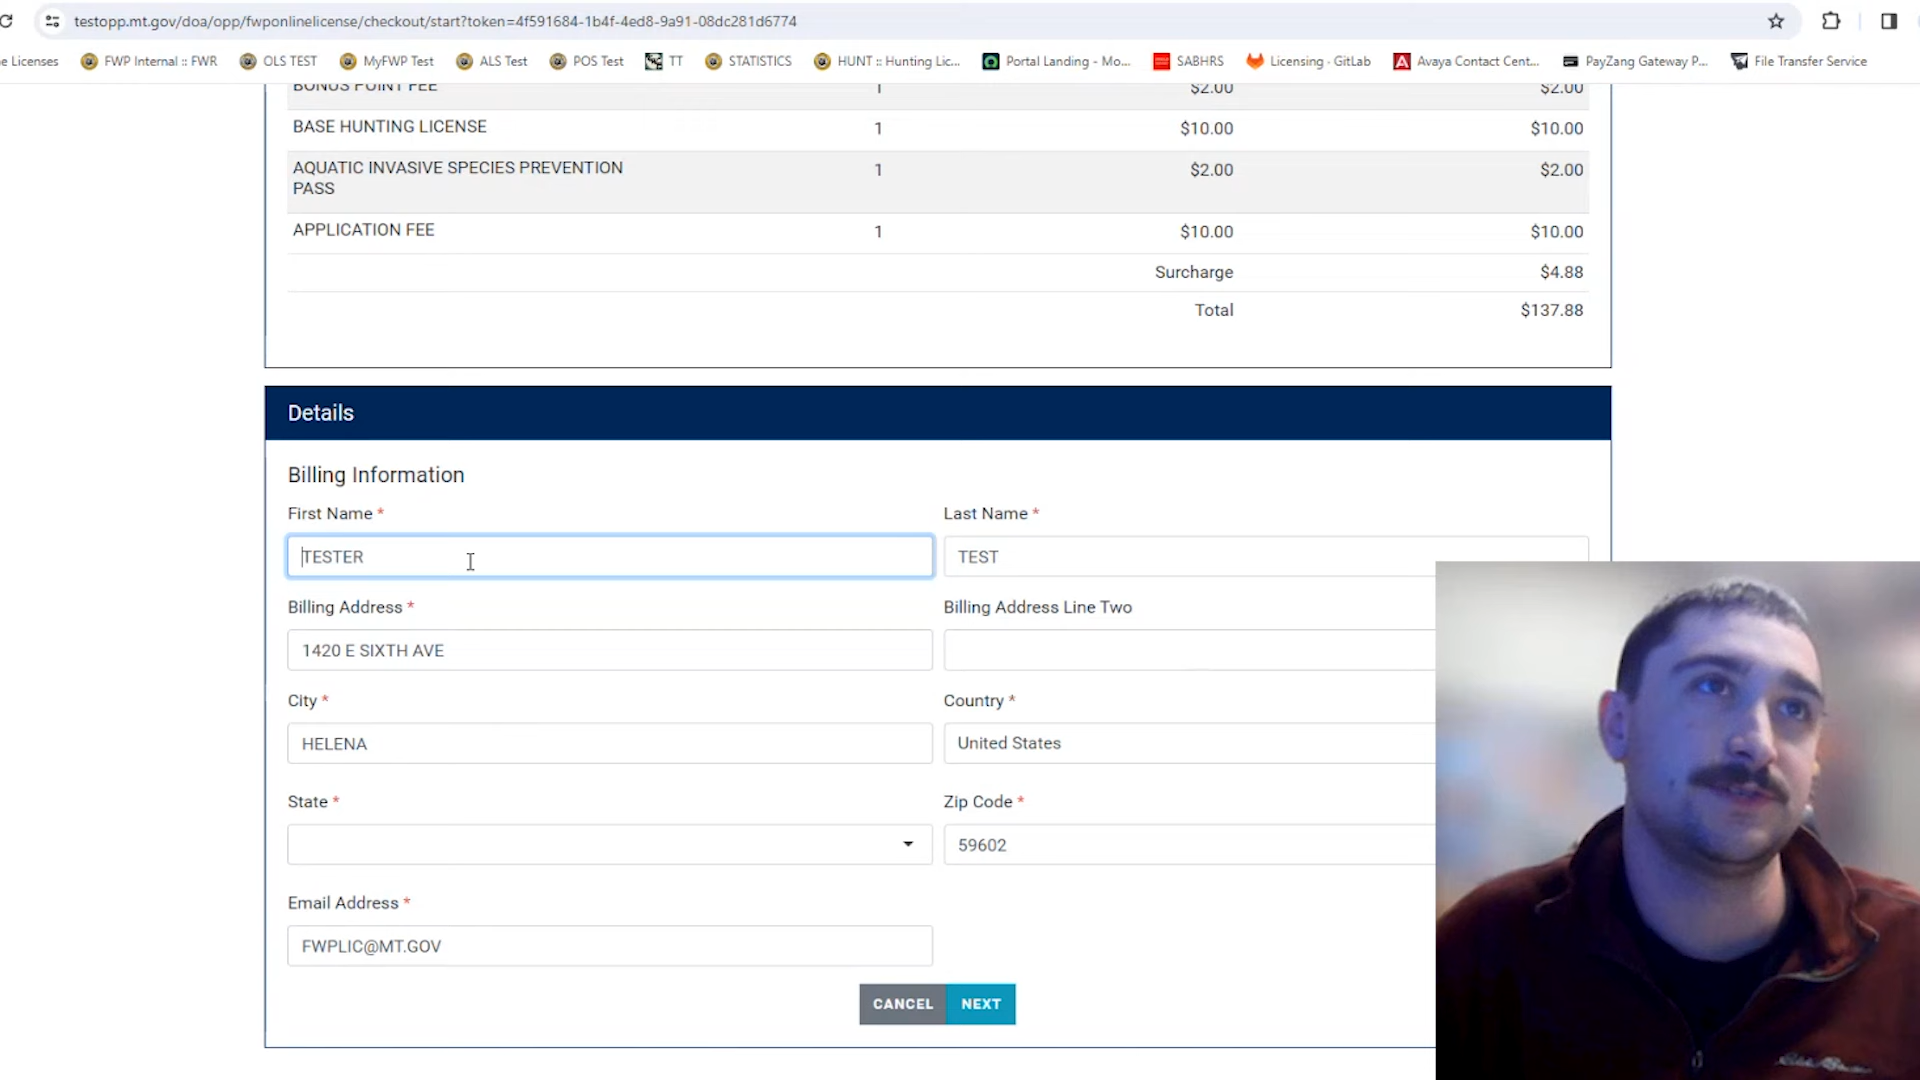 testopp.mt.gov/doa/opp/fwponlinelicense/checkout/start?token=4f591684-1b4f-4ed8-9a91-08dc281d6774
e Licenses FWP Internal :: FWR OLS TEST MyFWP Test ALS Test POS Test TT STATISTICS HUNT :: Hunting Lic... Portal Landing - Mo... SABHRS Licensing · GitLab Avaya Contact Cent... PayZang Gateway P... File Transfer Service
BONUS POINT FEE 1 $2.00 $2.00
BASE HUNTING LICENSE 1 $10.00 $10.00
AQUATIC INVASIVE SPECIES PREVENTION 1 $2.00 $2.00
PASS
APPLICATION FEE 1 $10.00 $10.00
Surcharge $4.88
Total $137.88
Details
Billing Information
First Name * Last Name *
TESTER TEST
Billing Address * Billing Address Line Two
1420 E SIXTH AVE
City * Country *
HELENA United States
State * Zip Code *
59602
Email Address *
FWPLIC@MT.GOV
CANCEL NEXT